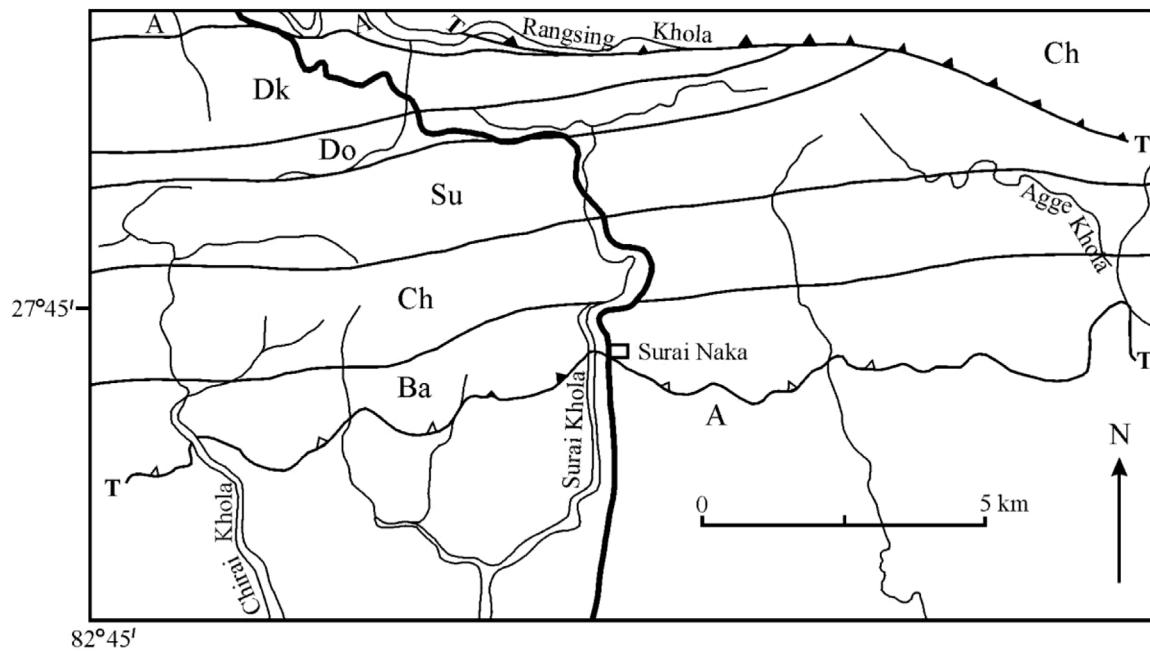 A
A
T
Rangsing
Khola
Ch
Dk
T
Do
Su
Agge
Khola
27°45'
Ch
Surai Naka
T
Ba
A
N
Surai Khola
T
0
5 km
Chirai Khola
82°45'